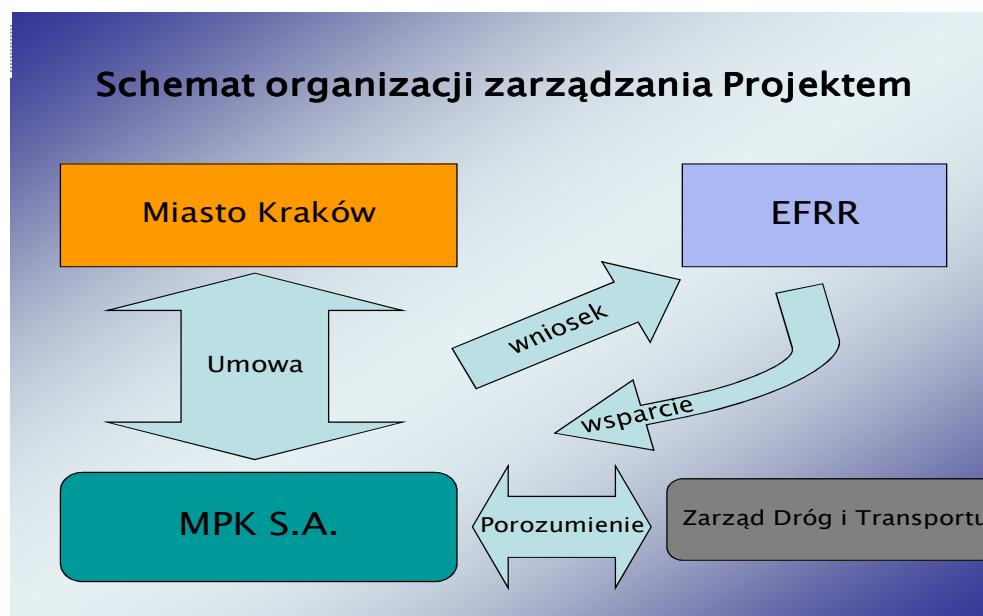 Schemat organizacji zarządzania Projektem
Miasto Kraków
EFRR
wniosek
Umowa
wsparcie
MPK S.A.
Porozumienie
Zarząd Dróg i Transportu